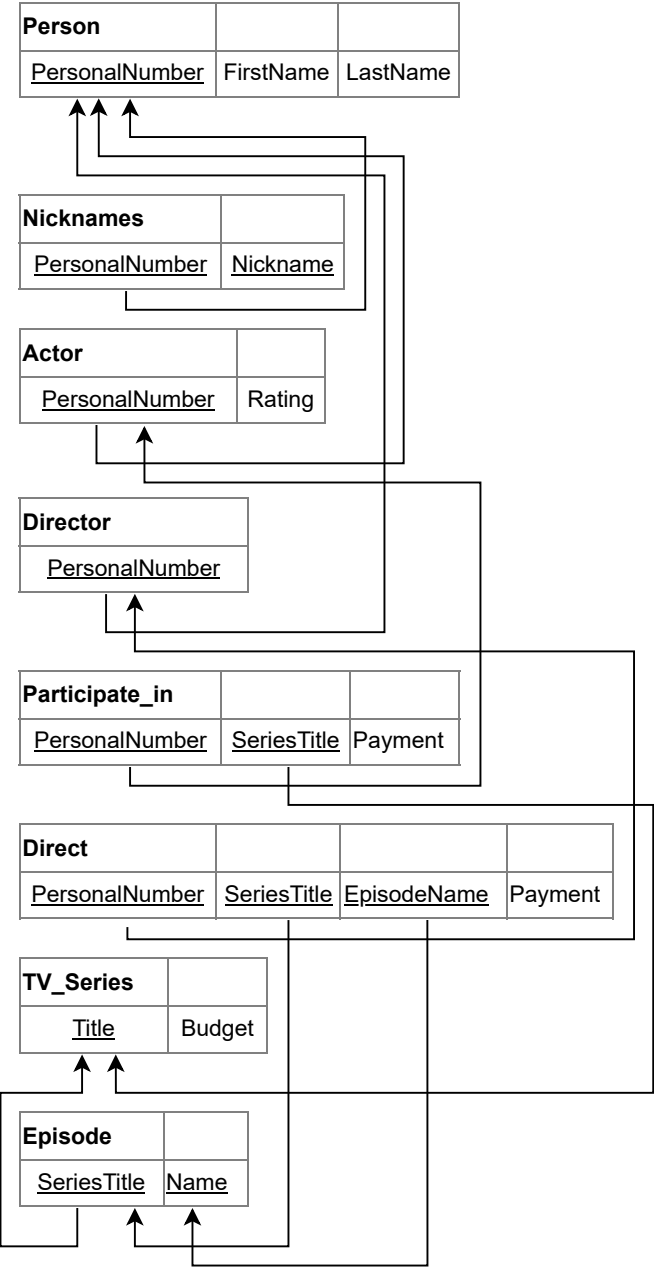 Person
PersonalNumber FirstName LastName
Nicknames
PersonalNumber Nickname
Actor
PersonalNumber Rating
Director
PersonalNumber
Participate_in
PersonalNumber SeriesTitle Payment
Direct
PersonalNumber SeriesTitle EpisodeName Payment
TV_Series
Title Budget
Episode
SeriesTitle Name